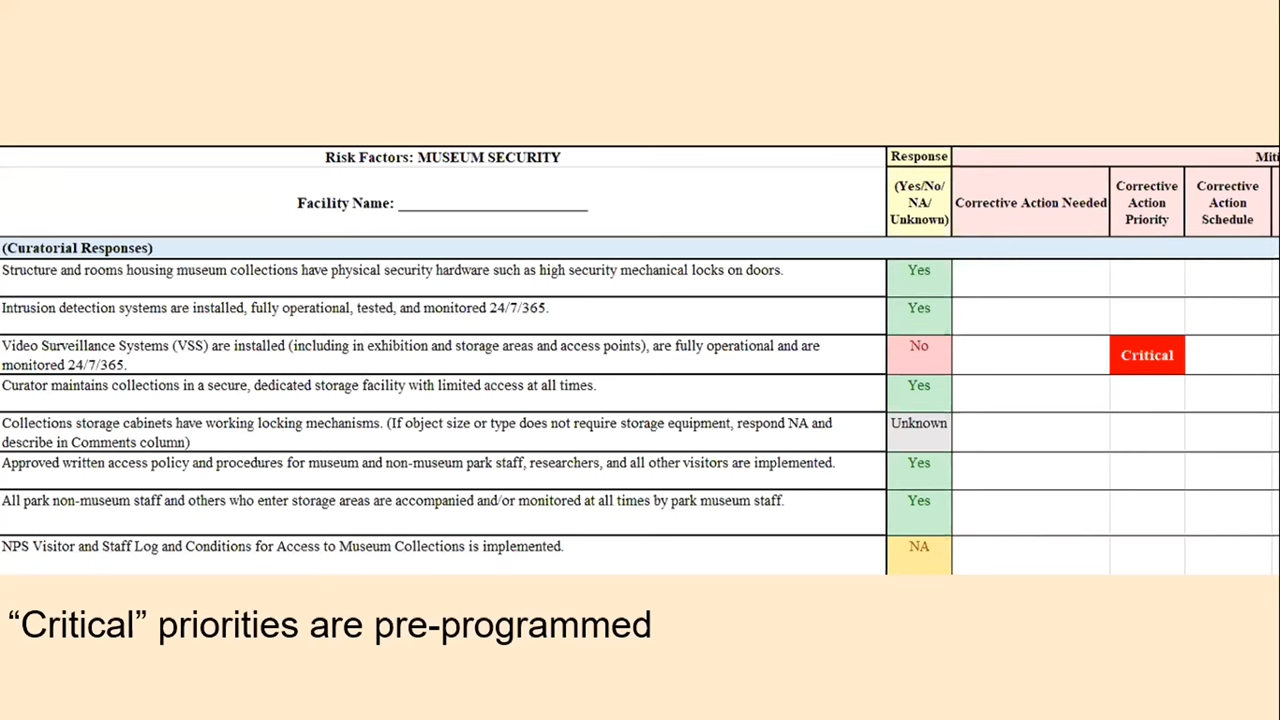 Risk Factors: MUSEUM SECURITY
Response
Miti
Facility Name: ______________________
(Yes/No/
NA/
Unknown)
Corrective Action Needed
Corrective
Action
Priority
Corrective
Action
Schedule
(Curatorial Responses)
Structure and rooms housing museum collections have physical security hardware such as high security mechanical locks on doors.
Yes
Intrusion detection systems are installed, fully operational, tested, and monitored 24/7/365.
Yes
Video Surveillance Systems (VSS) are installed (including in exhibition and storage areas and access points), are fully operational and are
monitored 24/7/365.
No
Critical
Curator maintains collections in a secure, dedicated storage facility with limited access at all times.
Yes
Collections storage cabinets have working locking mechanisms. (If object size or type does not require storage equipment, respond NA and
describe in Comments column)
Unknown
Approved written access policy and procedures for museum and non-museum park staff, researchers, and all other visitors are implemented.
Yes
All park non-museum staff and others who enter storage areas are accompanied and/or monitored at all times by park museum staff.
Yes
NPS Visitor and Staff Log and Conditions for Access to Museum Collections is implemented.
NA
“Critical” priorities are pre-programmed